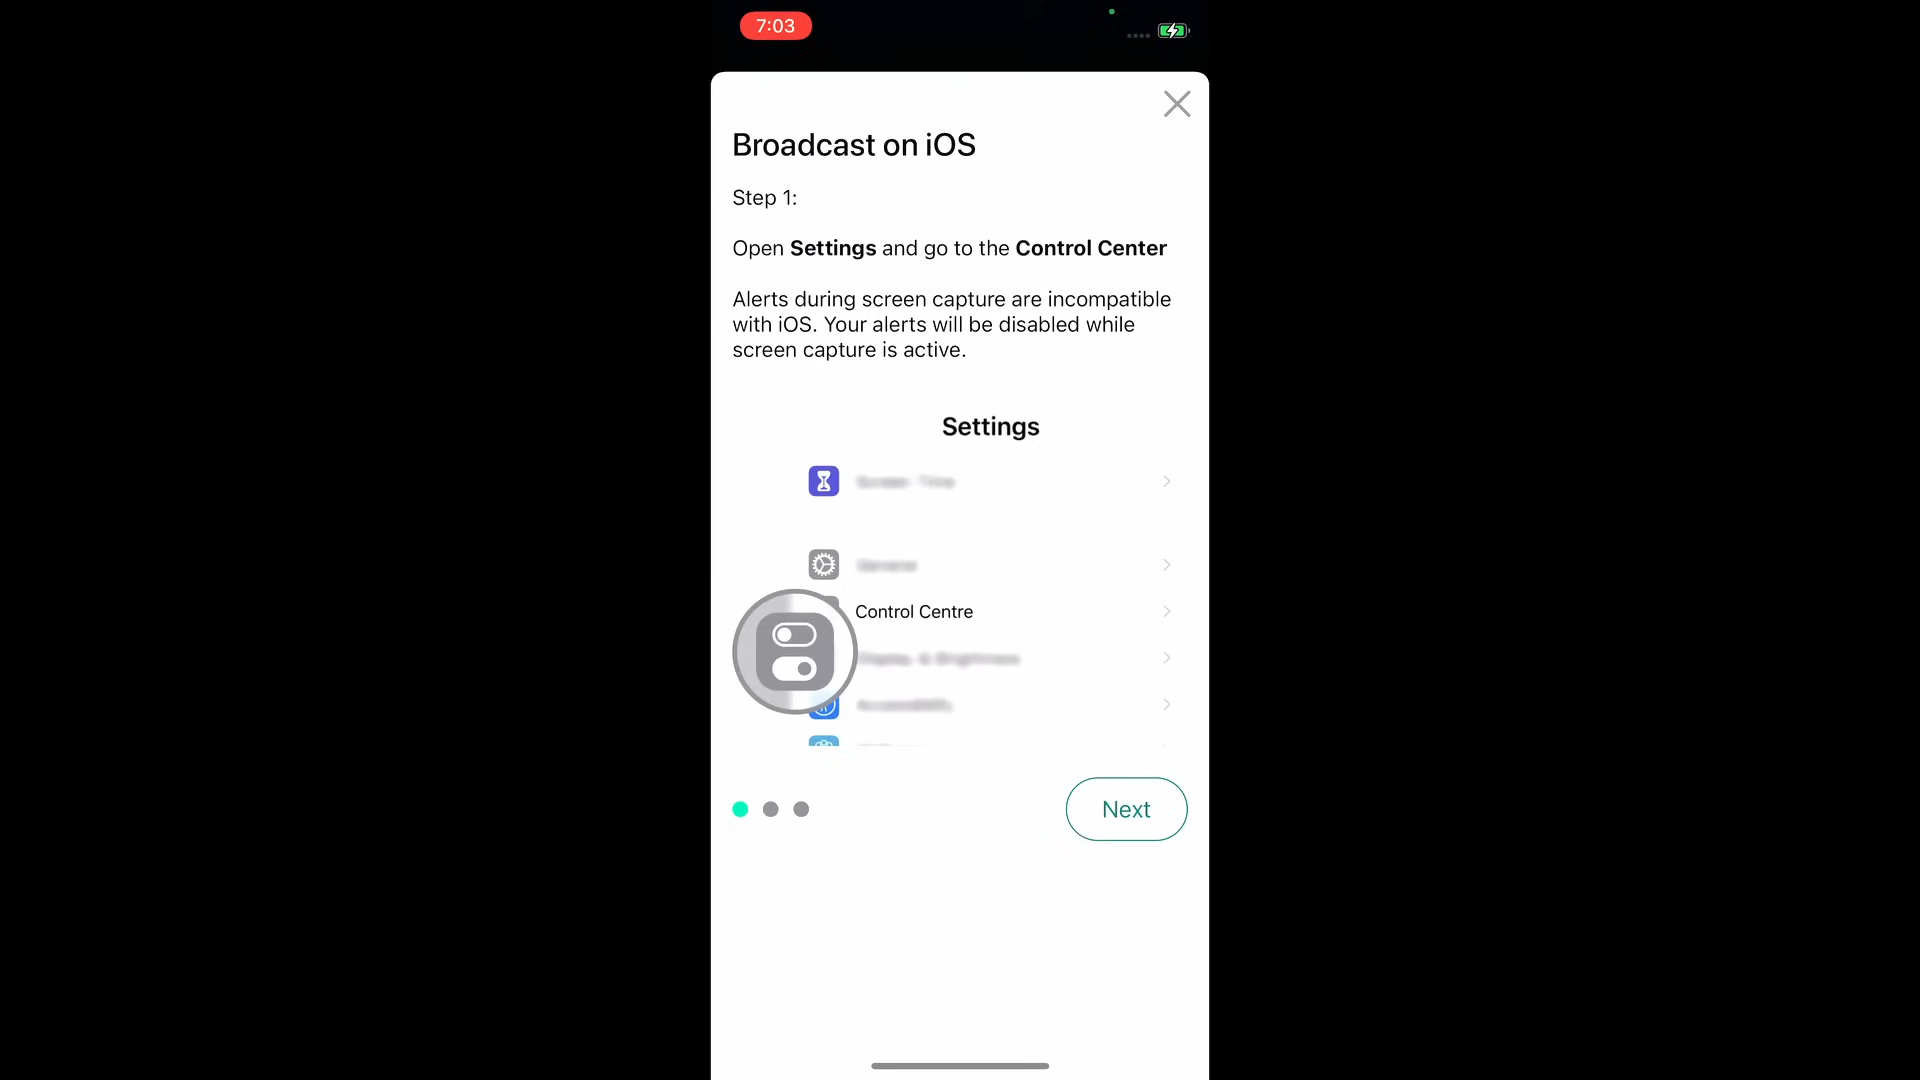 7:03
Broadcast on iOS
Step 1:
Open Settings and go to the Control Center
Alerts during screen capture are incompatible
with iOS. Your alerts will be disabled while
screen capture is active.
Settings
Control Centre
Next